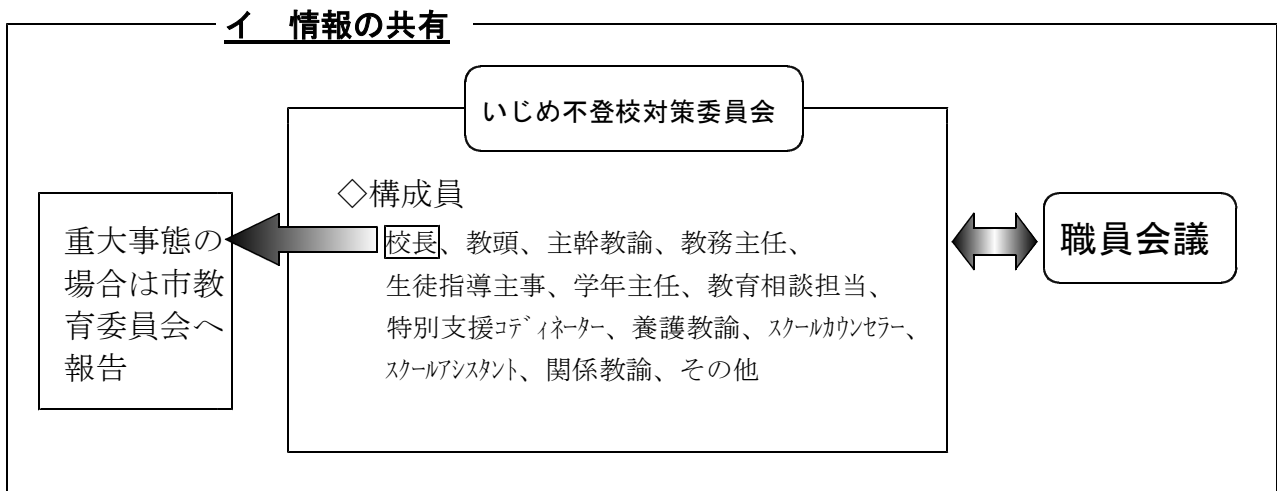 イ　情報の共有
いじめ不登校対策委員会
◇構成員
校長、教頭、主幹教諭、教務主任、
生徒指導主事、学年主任、教育相談担当、
特別支援ｺﾃﾞｨﾈｰﾀｰ、養護教諭、ｽｸｰﾙｶｳﾝｾﾗｰ、
ｽｸｰﾙｱｼｽﾀﾝﾄ、関係教諭、その他
重大事態の
場合は市教
育委員会へ
報告
職員会議